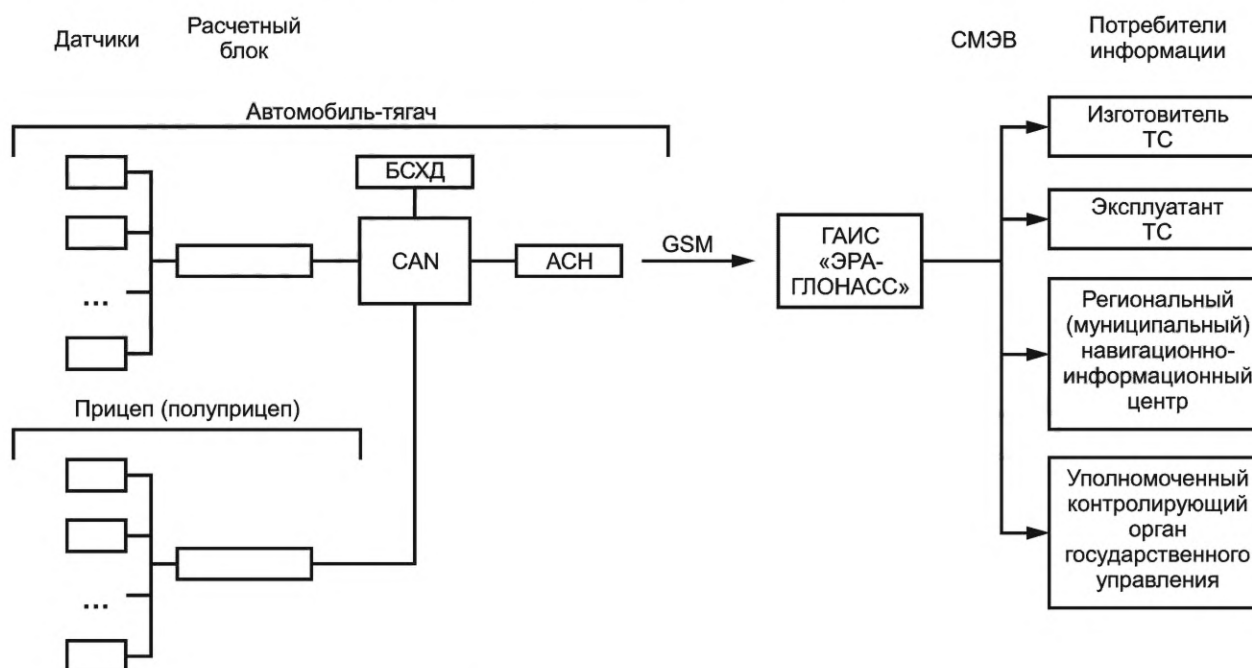 Датчики
Расчетный
блок
СМЭВ
Потребители
информации
Автомобиль-тягач
БСХД
CAN
АСН
GSM
ГАИС
«ЭРА-
ГЛОНАСС»
...
Прицеп (полуприцеп)
...
Изготовитель
ТС
Эксплуатант
ТС
Региональный
(муниципальный)
навигационно-
информационный
центр
Уполномоченный
контролирующий
орган
государственного
управления